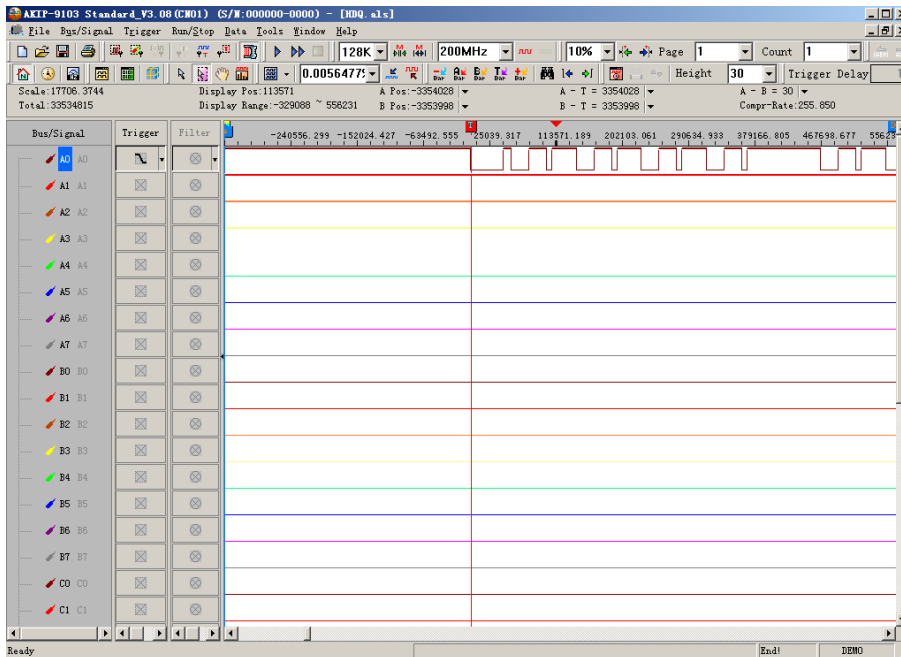 AKIP-9103 Standard_V3.08(CN01) (S/N:000000-0000) - [HDQ.als]
File Bus/Signal Trigger Run/Stop Data Tools Window Help
128K 200MHz 10% Page 1 Count 1
0.0056477 Height 30 Trigger Delay
Scale:17706.3744 Display Pos:113571 A Pos:-3354028 A - T = 3354028 A - B = 30
Total:33534815 Display Range:-329088 ~ 556231 B Pos:-3353998 B - T = 3353998 Compr-Rate:255.850
Bus/Signal Trigger Filter -240556.299 -152024.427 -63492.555 25039.317 113571.189 202103.061 290634.933 379166.805 467698.677 5562
A0 A0
A1 A1
A2 A2
A3 A3
A4 A4
A5 A5
A6 A6
A7 A7
B0 B0
B1 B1
B2 B2
B3 B3
B4 B4
B5 B5
B6 B6
B7 B7
C0 C0
C1 C1
Ready End! DEMO